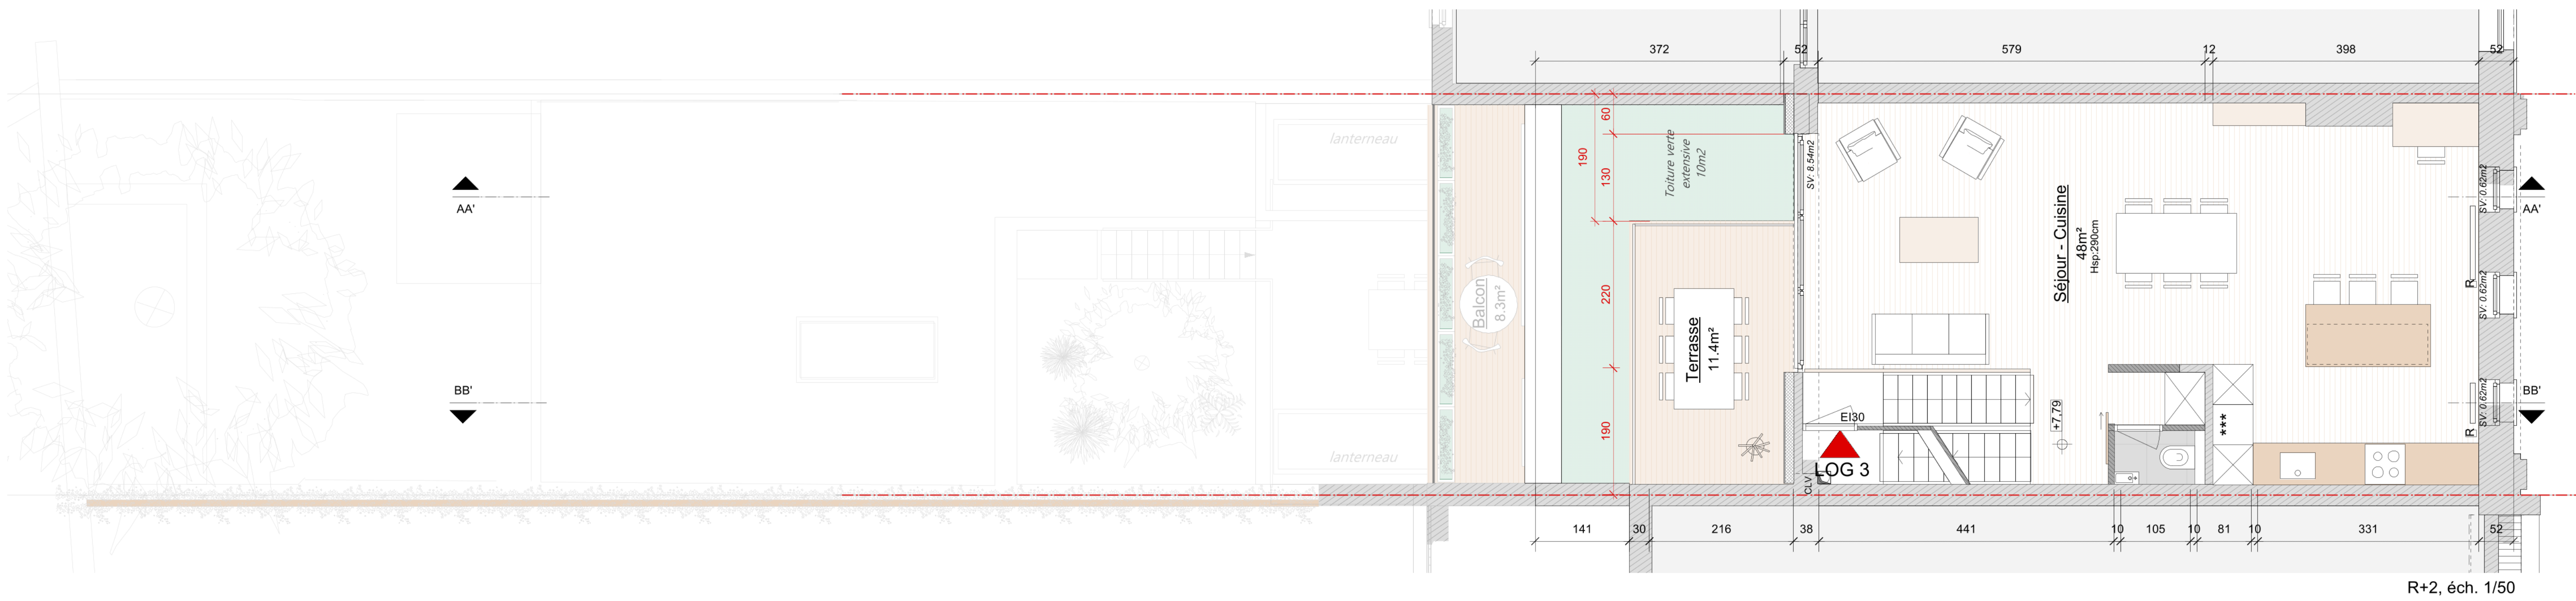 372
52
579
12
398
52
60
190
130
220
190
lanterneau
Toiture verte
extensive
10m2
SV: 8.54m2
Séjour - Cuisine
48m²
Hsp:290cm
SV: 0.62m2
AA'
AA'
SV: 0.62m2
R
Balcon
8.3m²
Terrasse
11.4m²
BB'
BB'
SV: 0.62m2
R
EI30
+7,79
***
LOG 3
CLV
lanterneau
141
30
216
38
441
10
105
10
81
10
331
52
R+2, éch. 1/50